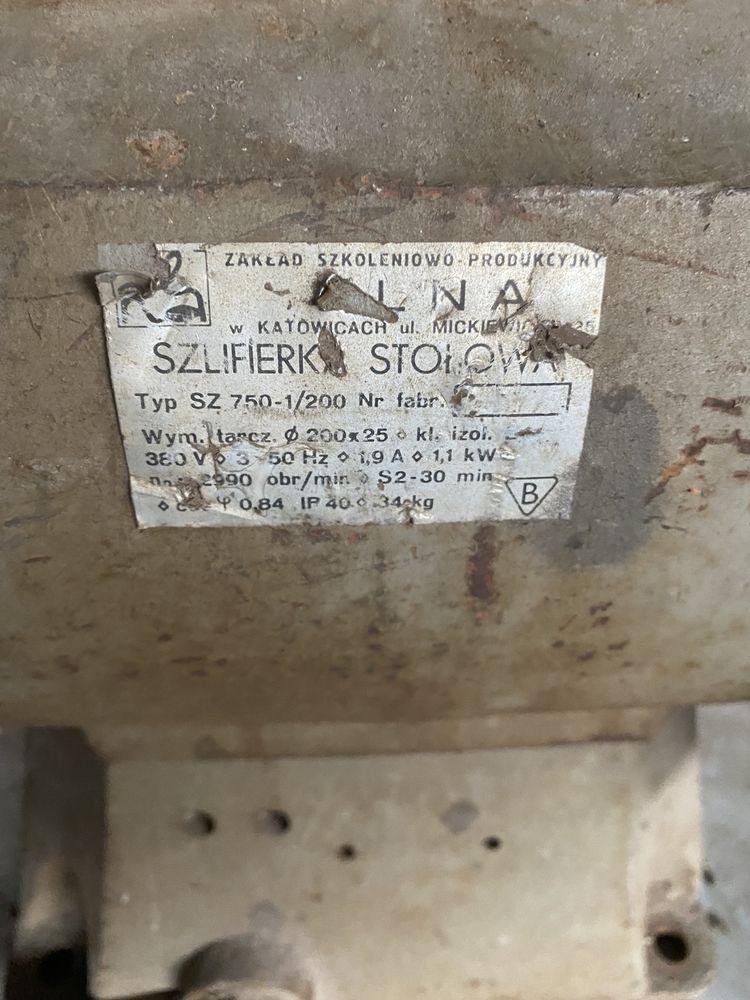 ZAKŁAD SZKOLENIOWO PRODUKCYJNY
LNA
w KATOWICACH ul.
SZLIFIERKA STOŁOWA
Typ SZ 750-1/200 Nr fabr.
Wym. tarcz. Ø 200x25 ◇ kl. izol.
380 V ◇ 3~50 Hz ◇ 1,9 A ◇ 1,1 kW
2990 obr/min ◇ S2-30 min
◇ cos φ 0,84 IP 40 ◇ 34 kg
B